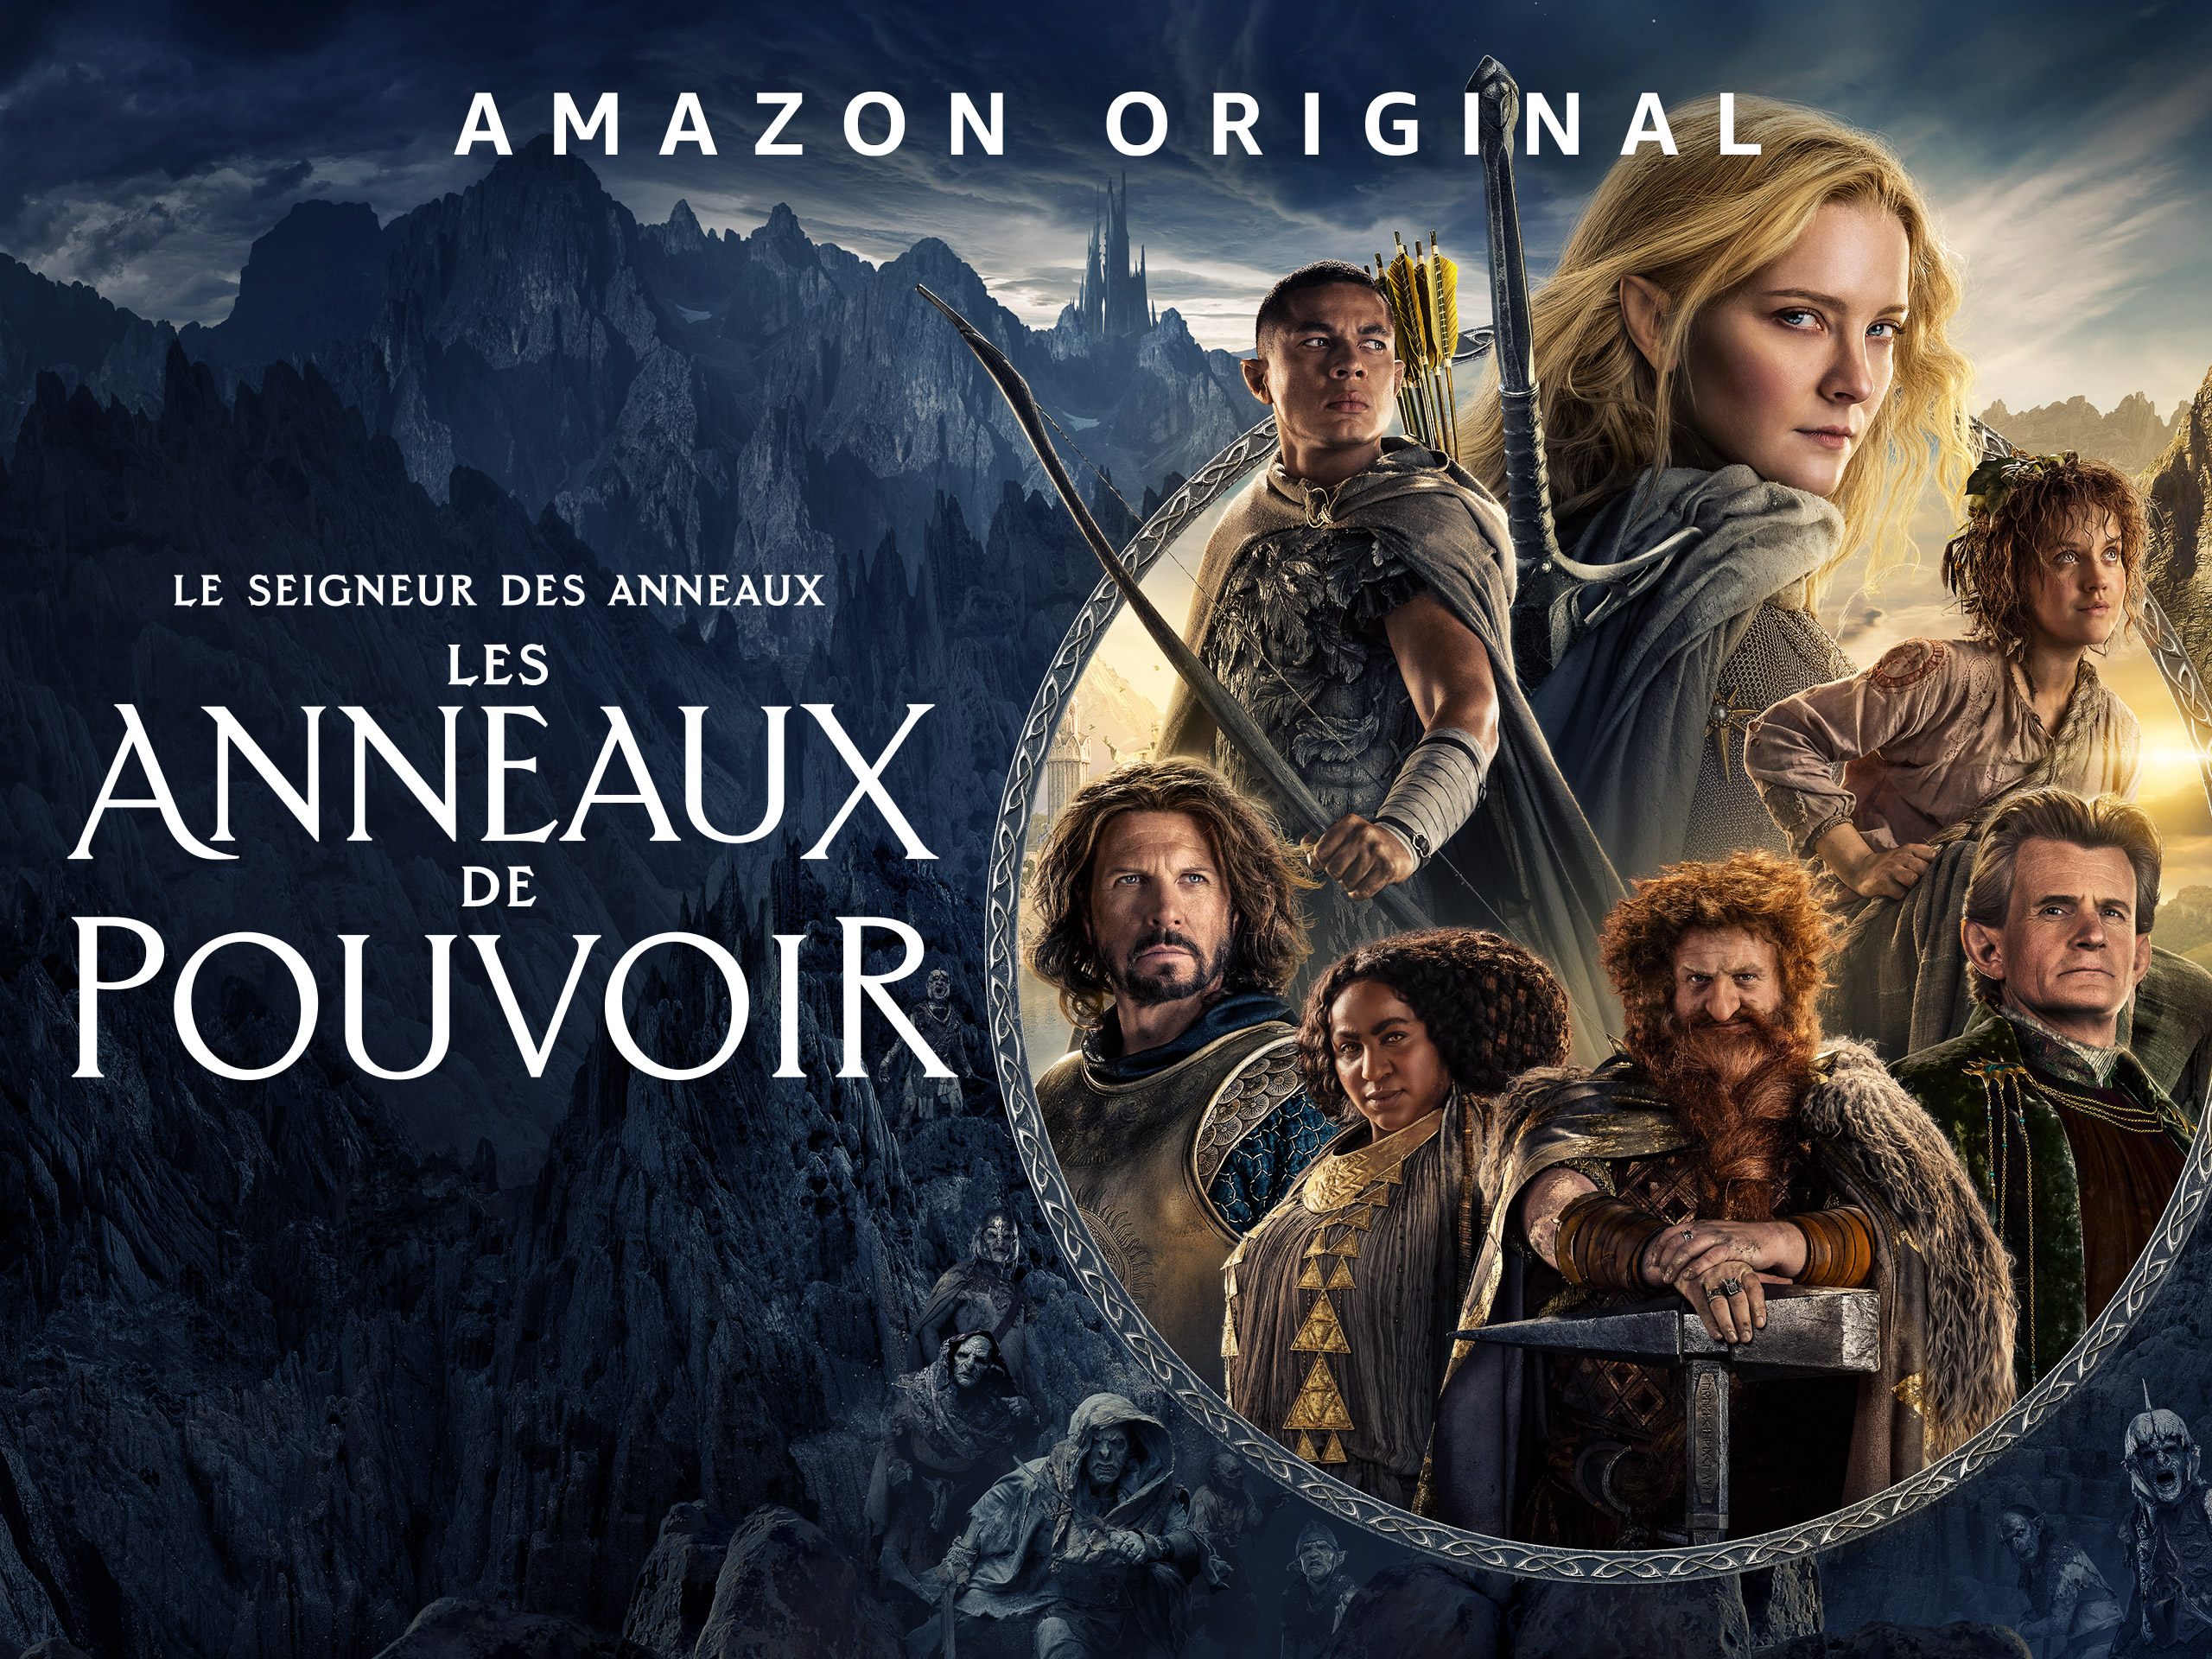 AMAZON ORIGINAL
LE SEIGNEUR DES ANNEAUX
LES
ANNEAUX
DE
POUVOIR